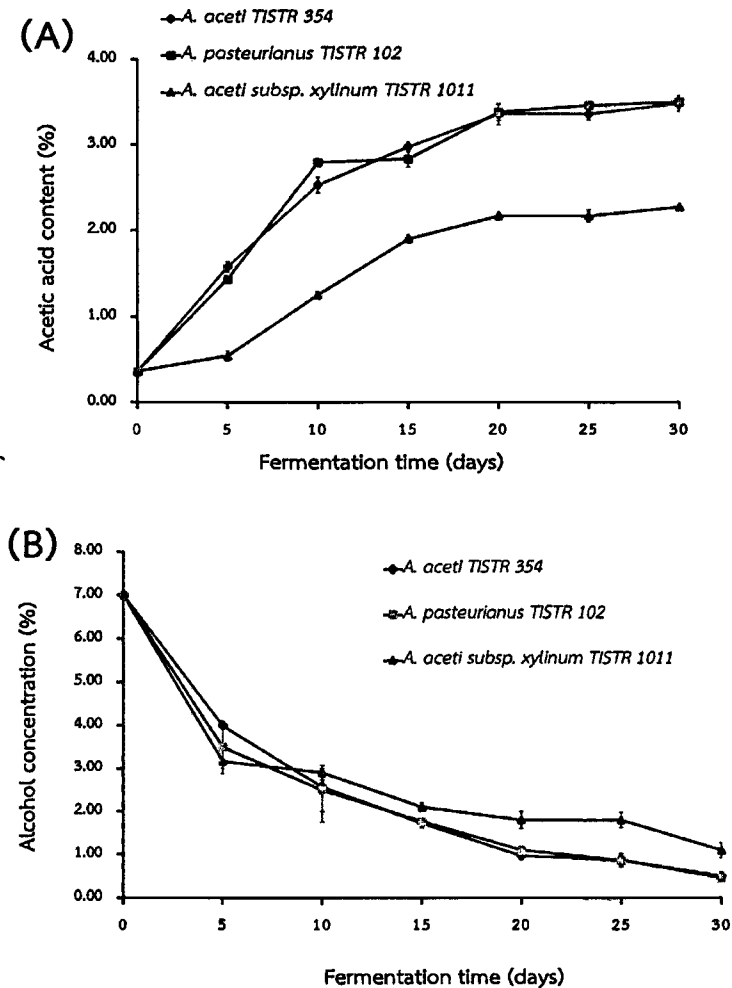 (A)
A. aceti TISTR 354
A. pasteurianus TISTR 102
A. aceti subsp. xylinum TISTR 1011
4.00
3.00
2.00
1.00
0.00
Acetic acid content (%)
0 5 10 15 20 25 30
Fermentation time (days)
(B)
8.00
7.00
6.00
5.00
4.00
3.00
2.00
1.00
0.00
Alcohol concentration (%)
A. aceti TISTR 354
A. pasteurianus TISTR 102
A. aceti subsp. xylinum TISTR 1011
0 5 10 15 20 25 30
Fermentation time (days)